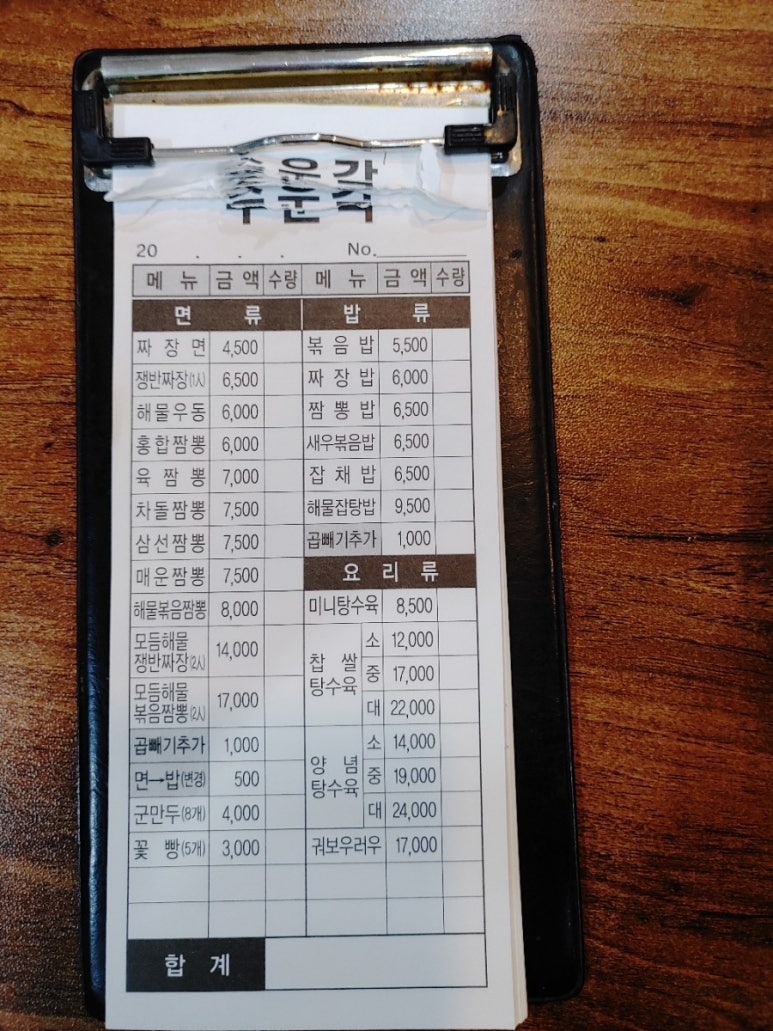 20 . . . No.
메 뉴 금 액 수량 메 뉴 금 액 수량
면 류 밥 류
짜 장 면 4,500 볶 음 밥 5,500
쟁반짜장(1人) 6,500 짜 장 밥 6,000
해물우동 6,000 짬 뽕 밥 6,500
홍합짬뽕 6,000 새우볶음밥 6,500
육 짬 뽕 7,000 잡 채 밥 6,500
차돌짬뽕 7,500 해물잡탕밥 9,500
삼선짬뽕 7,500 곱빼기추가 1,000
매운짬뽕 7,500 요 리 류
해물볶음짬뽕 8,000 미니탕수육 8,500
모듬해물
쟁반짜장(2人) 14,000
찹 쌀
탕수육
소 12,000
중 17,000
대 22,000
모듬해물
볶음짬뽕(2人) 17,000
곱빼기추가 1,000
양 념
탕수육
소 14,000
중 19,000
대 24,000
면→밥(변경) 500
군만두(8개) 4,000
꽃 빵(5개) 3,000 궈보우러우 17,000
합 계